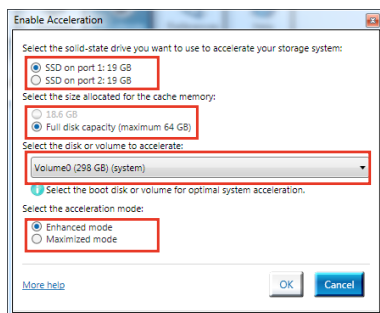 Enable Acceleration
Select the solid-state drive you want to use to accelerate your storage system:
SSD on port 1: 19 GB
SSD on port 2: 19 GB
Select the size allocated for the cache memory:
18.6 GB
Full disk capacity (maximum 64 GB)
Select the disk or volume to accelerate:
Volume0 (298 GB) (system)
Select the boot disk or volume for optimal system acceleration.
Select the acceleration mode:
Enhanced mode
Maximized mode
More help
OK
Cancel